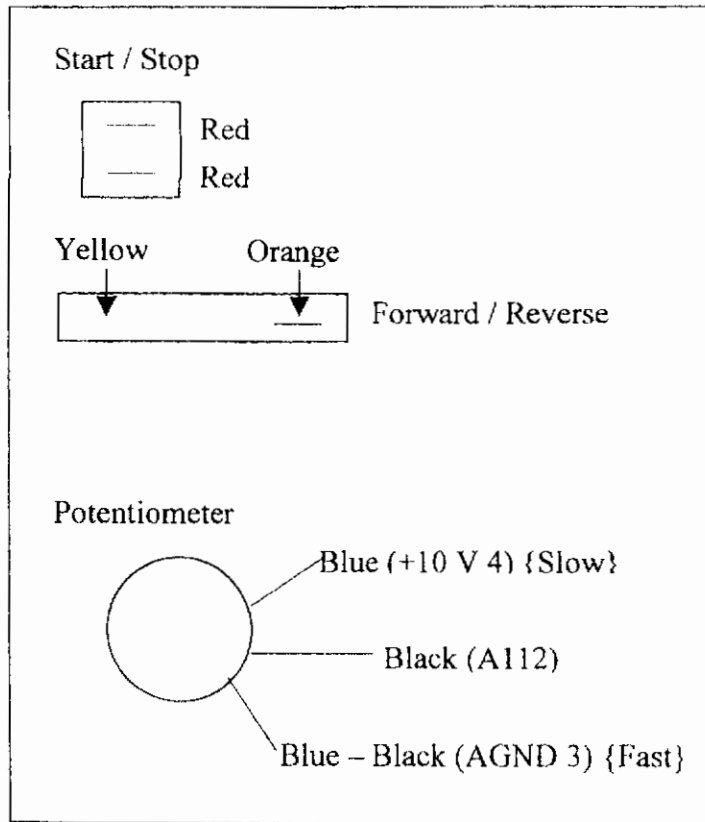 Start / Stop
Red
Red
Yellow Orange
Forward / Reverse
Potentiometer
Blue (+10 V 4) {Slow}
Black (A112)
Blue – Black (AGND 3) {Fast}